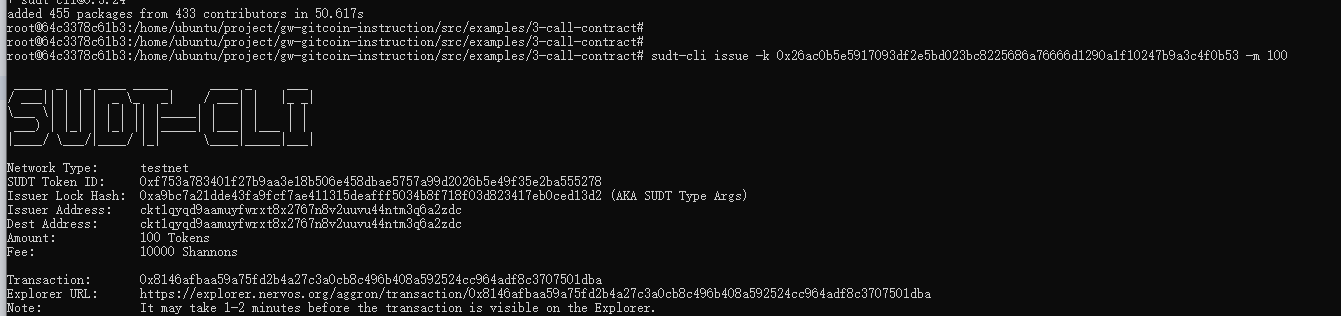 added 455 packages from 433 contributors in 50.617s
root@64c3378c61b3:/home/ubuntu/project/gw-gitcoin-instruction/src/examples/3-call-contract#
root@64c3378c61b3:/home/ubuntu/project/gw-gitcoin-instruction/src/examples/3-call-contract#
root@64c3378c61b3:/home/ubuntu/project/gw-gitcoin-instruction/src/examples/3-call-contract# sudt-cli issue -k 0x26ac0b5e5917093df2e5bd023bc8225686a76666d1290a1f10247b9a3c4f0b53 -m 100
SUDT-CLI
Network Type: testnet
SUDT Token ID: 0xf753a783401f27b9aa3e18b506e458dbae5757a99d2026b5e49f35e2ba555278
Issuer Lock Hash: 0xa9bc7a21dde43fa9fcf7ae411315deafff5034b8f718f03d823417eb0ced13d2 (AKA SUDT Type Args)
Issuer Address: ckt1qyqd9aamuyfwrxt8x2767n8v2uuvu44ntm3q6a2zdc
Dest Address: ckt1qyqd9aamuyfwrxt8x2767n8v2uuvu44ntm3q6a2zdc
Amount: 100 Tokens
Fee: 10000 Shannons
Transaction: 0x8146afbaa59a75fd2b4a27c3a0cb8c496b408a592524cc964adf8c3707501dba
Explorer URL: https://explorer.nervos.org/aggron/transaction/0x8146afbaa59a75fd2b4a27c3a0cb8c496b408a592524cc964adf8c3707501dba
Note: It may take 1-2 minutes before the transaction is visible on the Explorer.